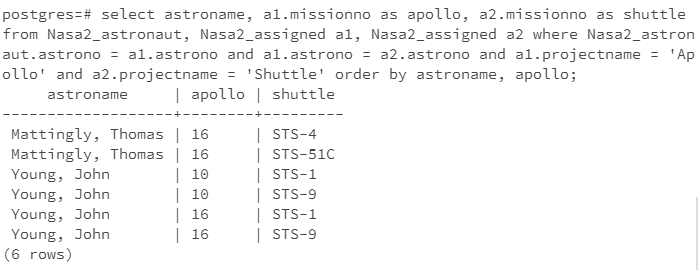 postgres=# select astroname, a1.missionno as apollo, a2.missionno as shuttle
from Nasa2_astronaut, Nasa2_assigned a1, Nasa2_assigned a2 where Nasa2_astron
aut.astrono = a1.astrono and a1.astrono = a2.astrono and a1.projectname = 'Ap
ollo' and a2.projectname = 'Shuttle' order by astroname, apollo;
     astroname      | apollo | shuttle
--------------------+--------+---------
 Mattingly, Thomas  | 16     | STS-4
 Mattingly, Thomas  | 16     | STS-51C
 Young, John        | 10     | STS-1
 Young, John        | 10     | STS-9
 Young, John        | 16     | STS-1
 Young, John        | 16     | STS-9
(6 rows)